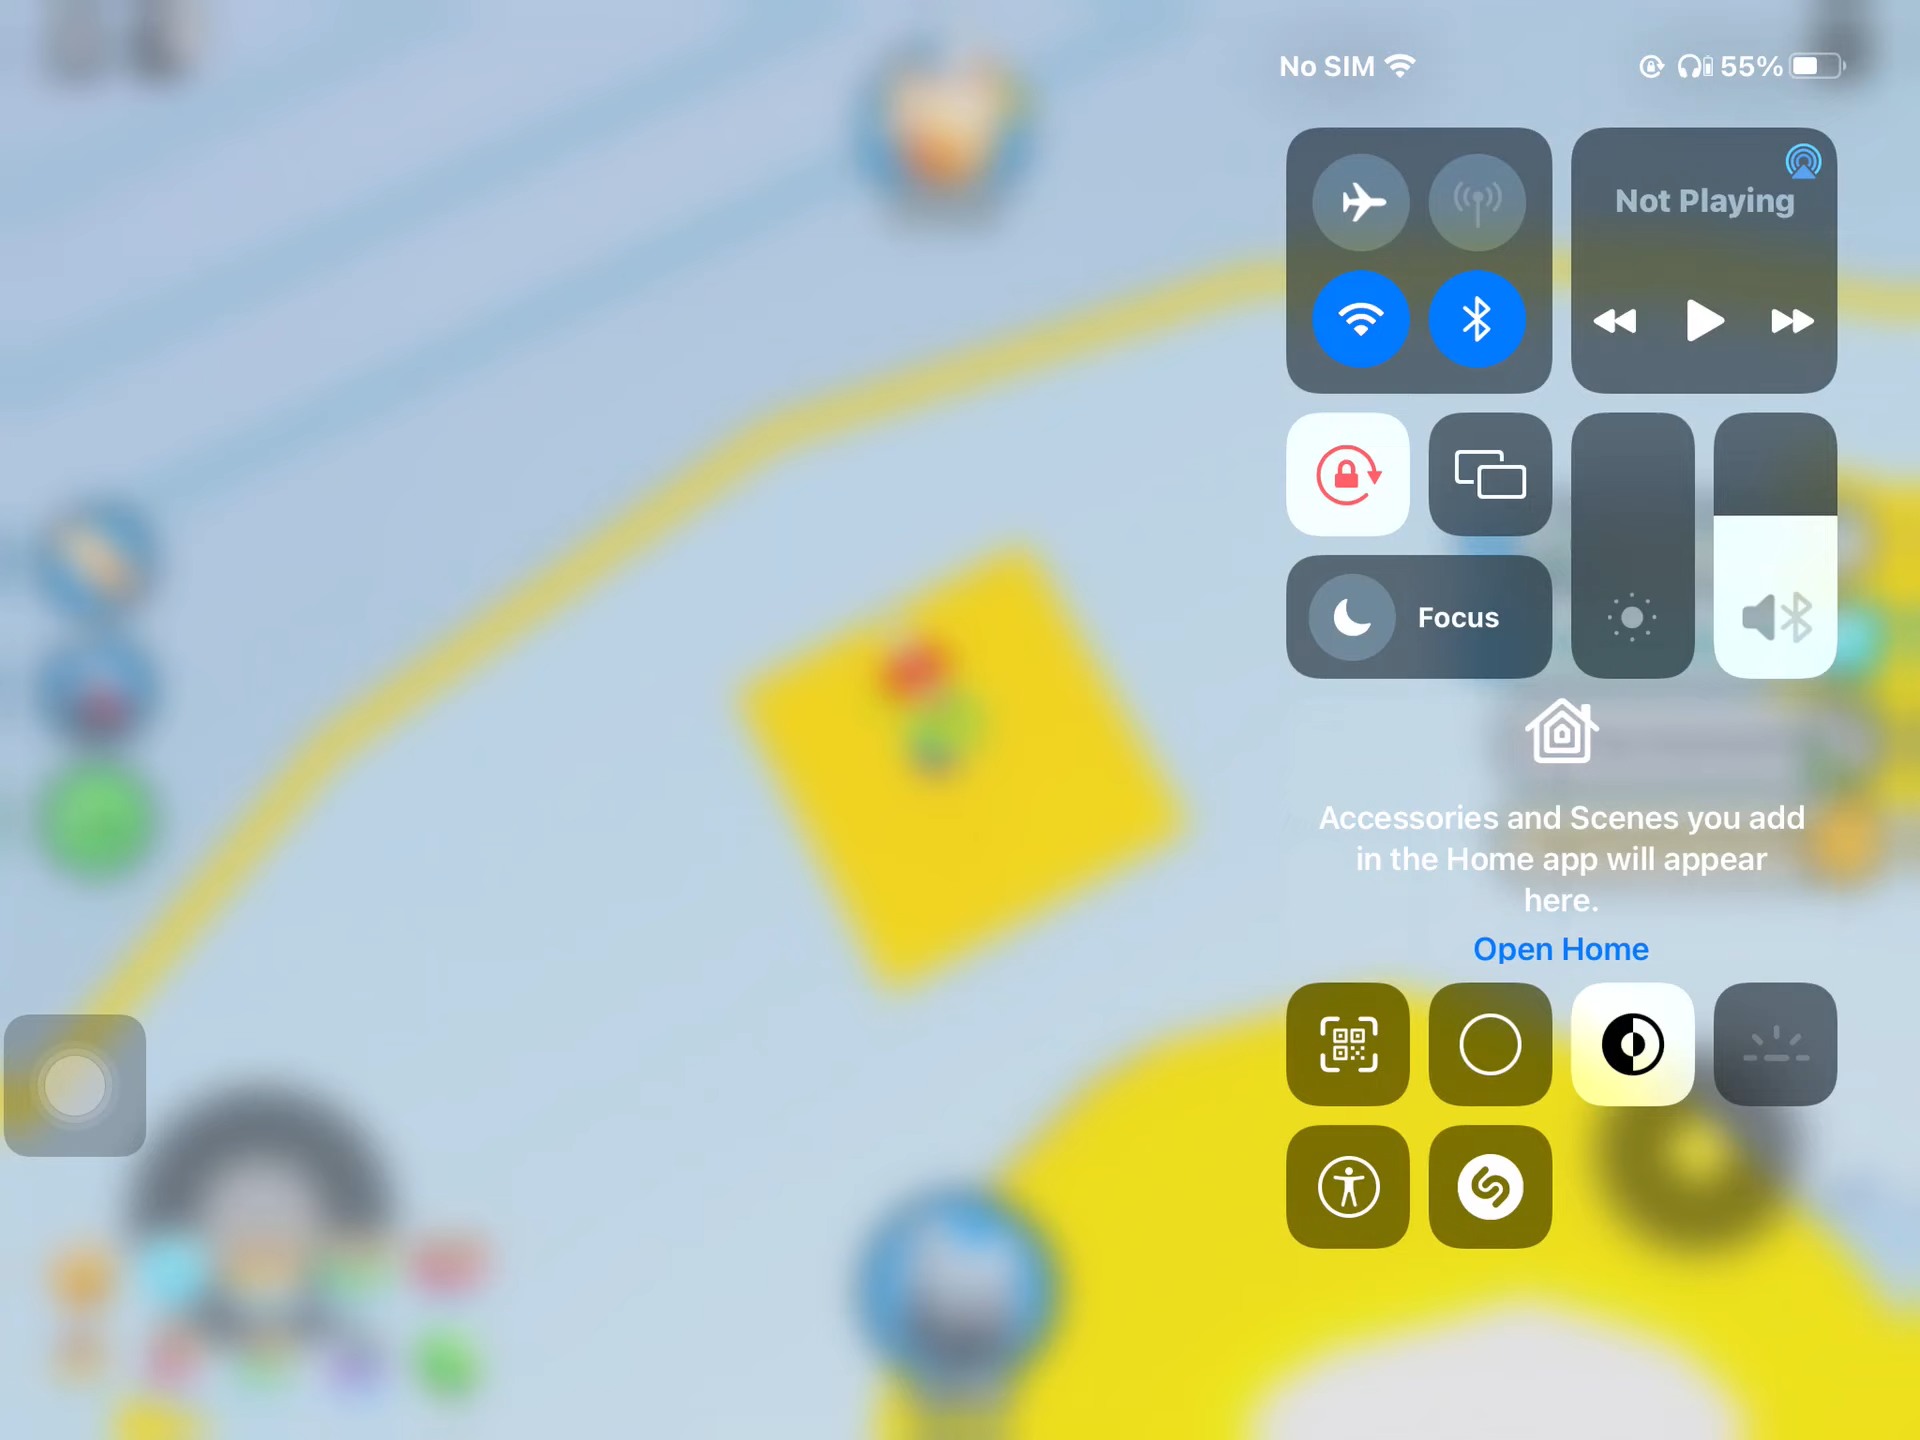 No SIM
55%
Not Playing
Focus
Accessories and Scenes you add
in the Home app will appear
here.
Open Home